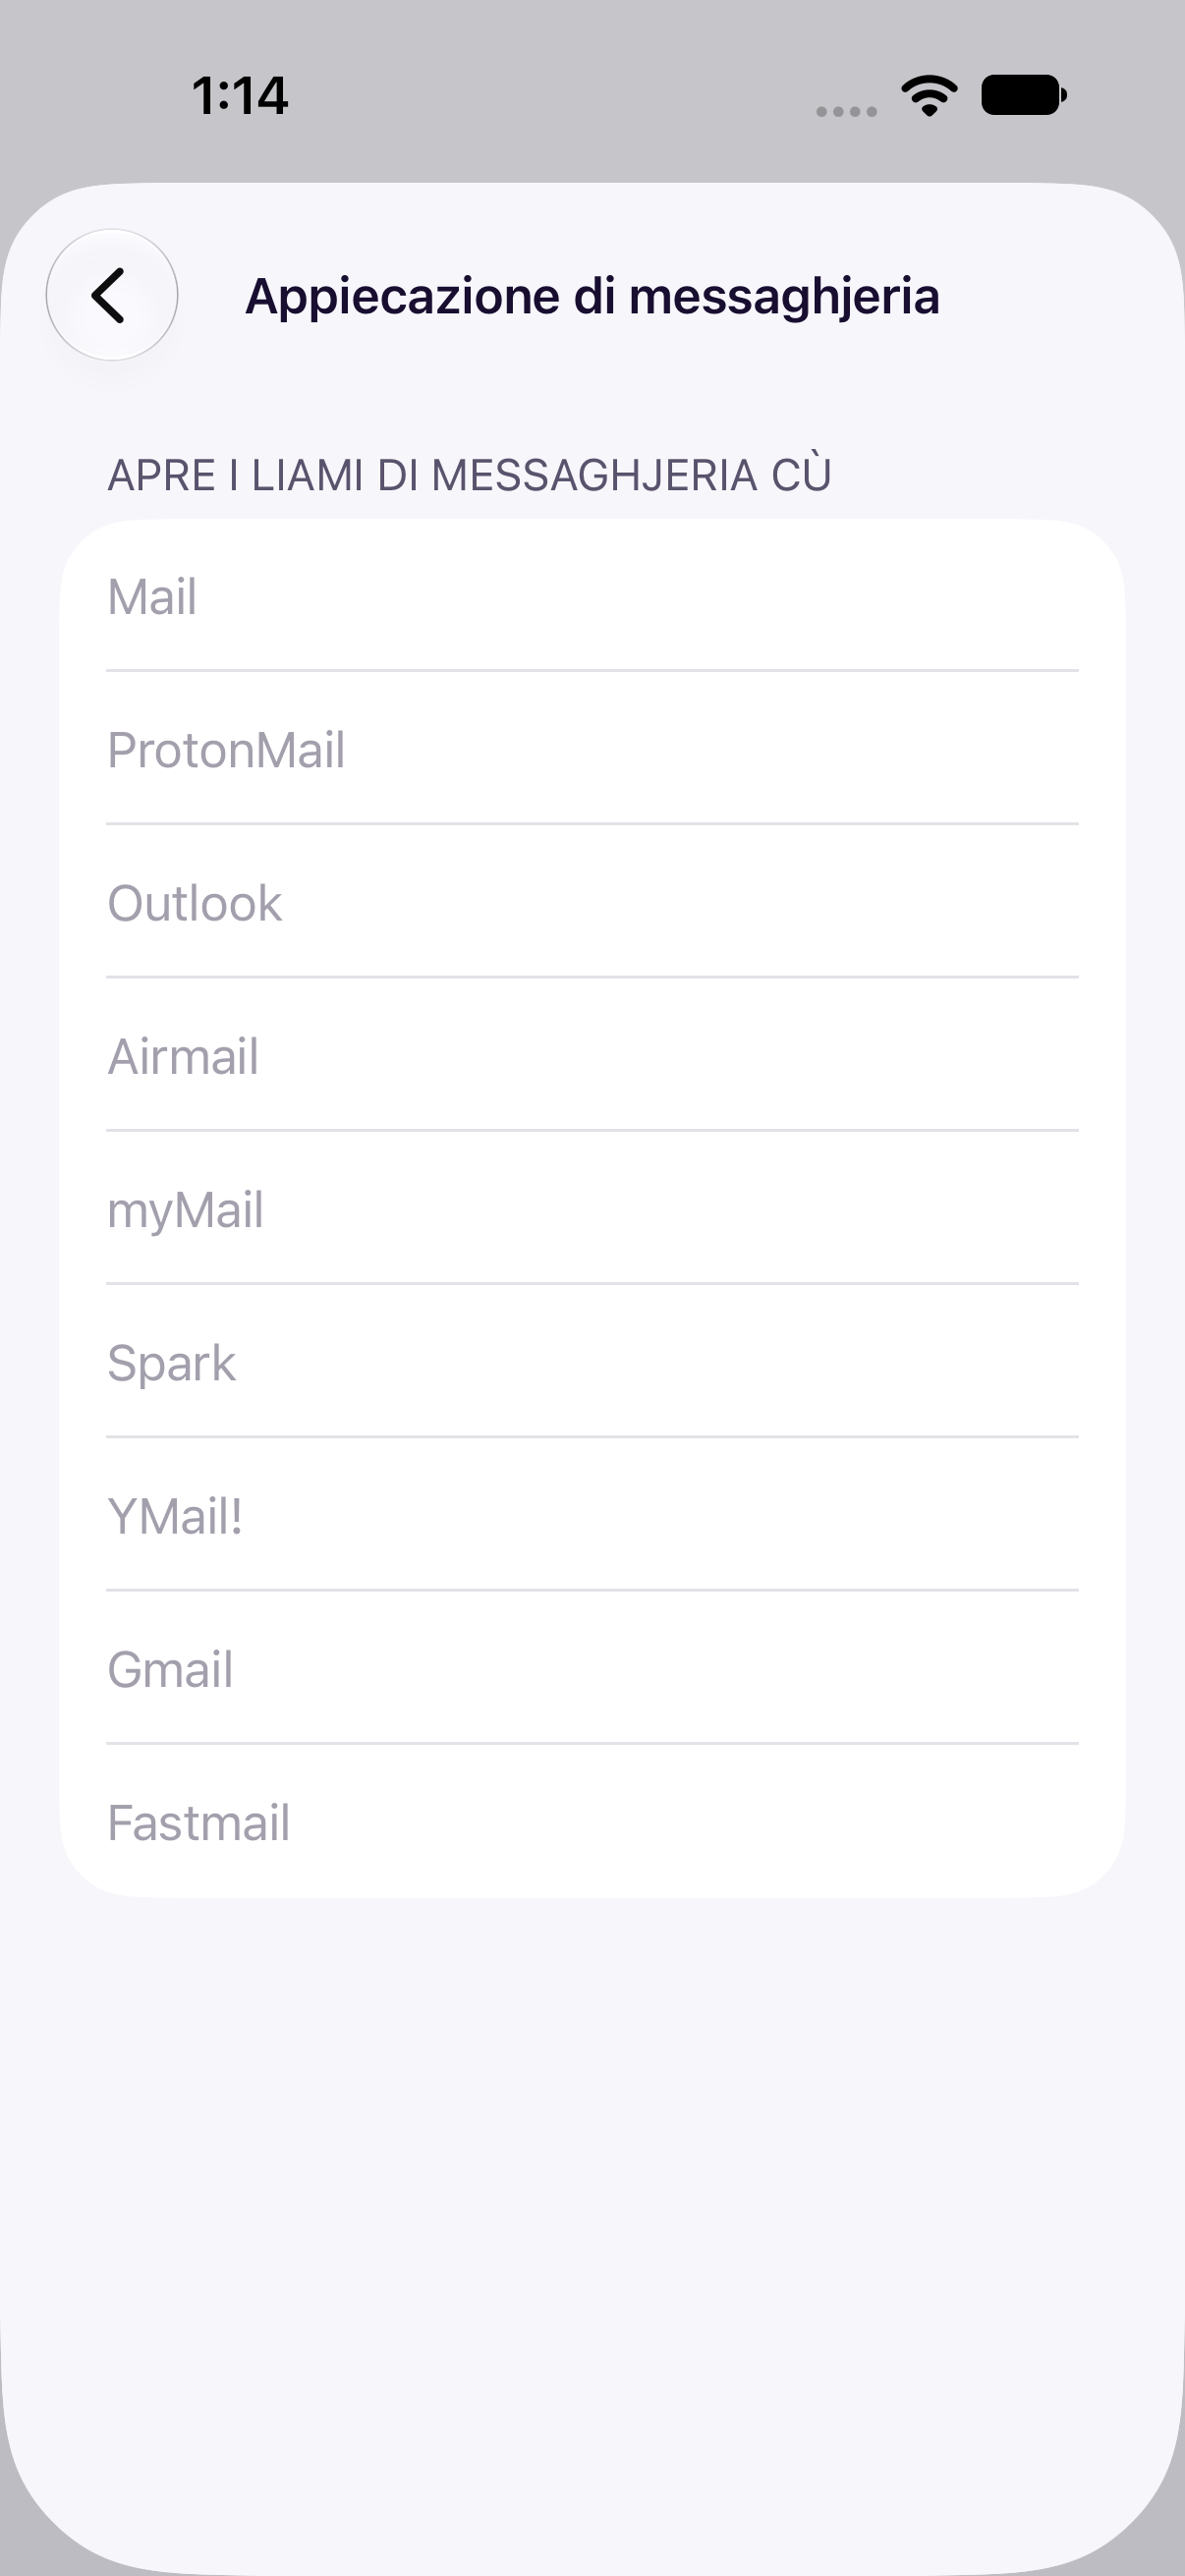 1:14
Appiecazione di messaghjeria
APRE I LIAMI DI MESSAGHJERIA CÙ
Mail
ProtonMail
Outlook
Airmail
myMail
Spark
YMail!
Gmail
Fastmail